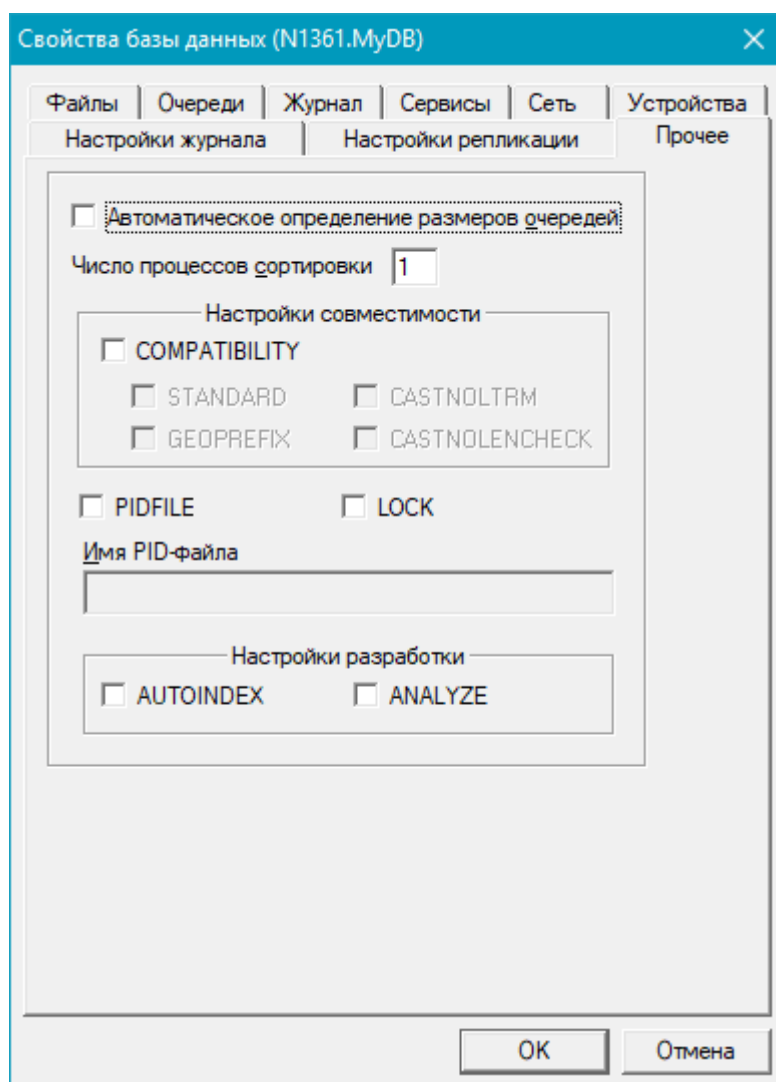 Свойства базы данных (N1361.MyDB)
Файлы Очереди Журнал Сервисы Сеть Устройства
Настройки журнала Настройки репликации Прочее
Автоматическое определение размеров очередей
Число процессов сортировки 1
Настройки совместимости
COMPATIBILITY
STANDARD CASTNOLTRM
GEOPREFIX CASTNOLENCHECK
PIDFILE LOCK
Имя PID-файла
Настройки разработки
AUTOINDEX ANALYZE
OK Отмена